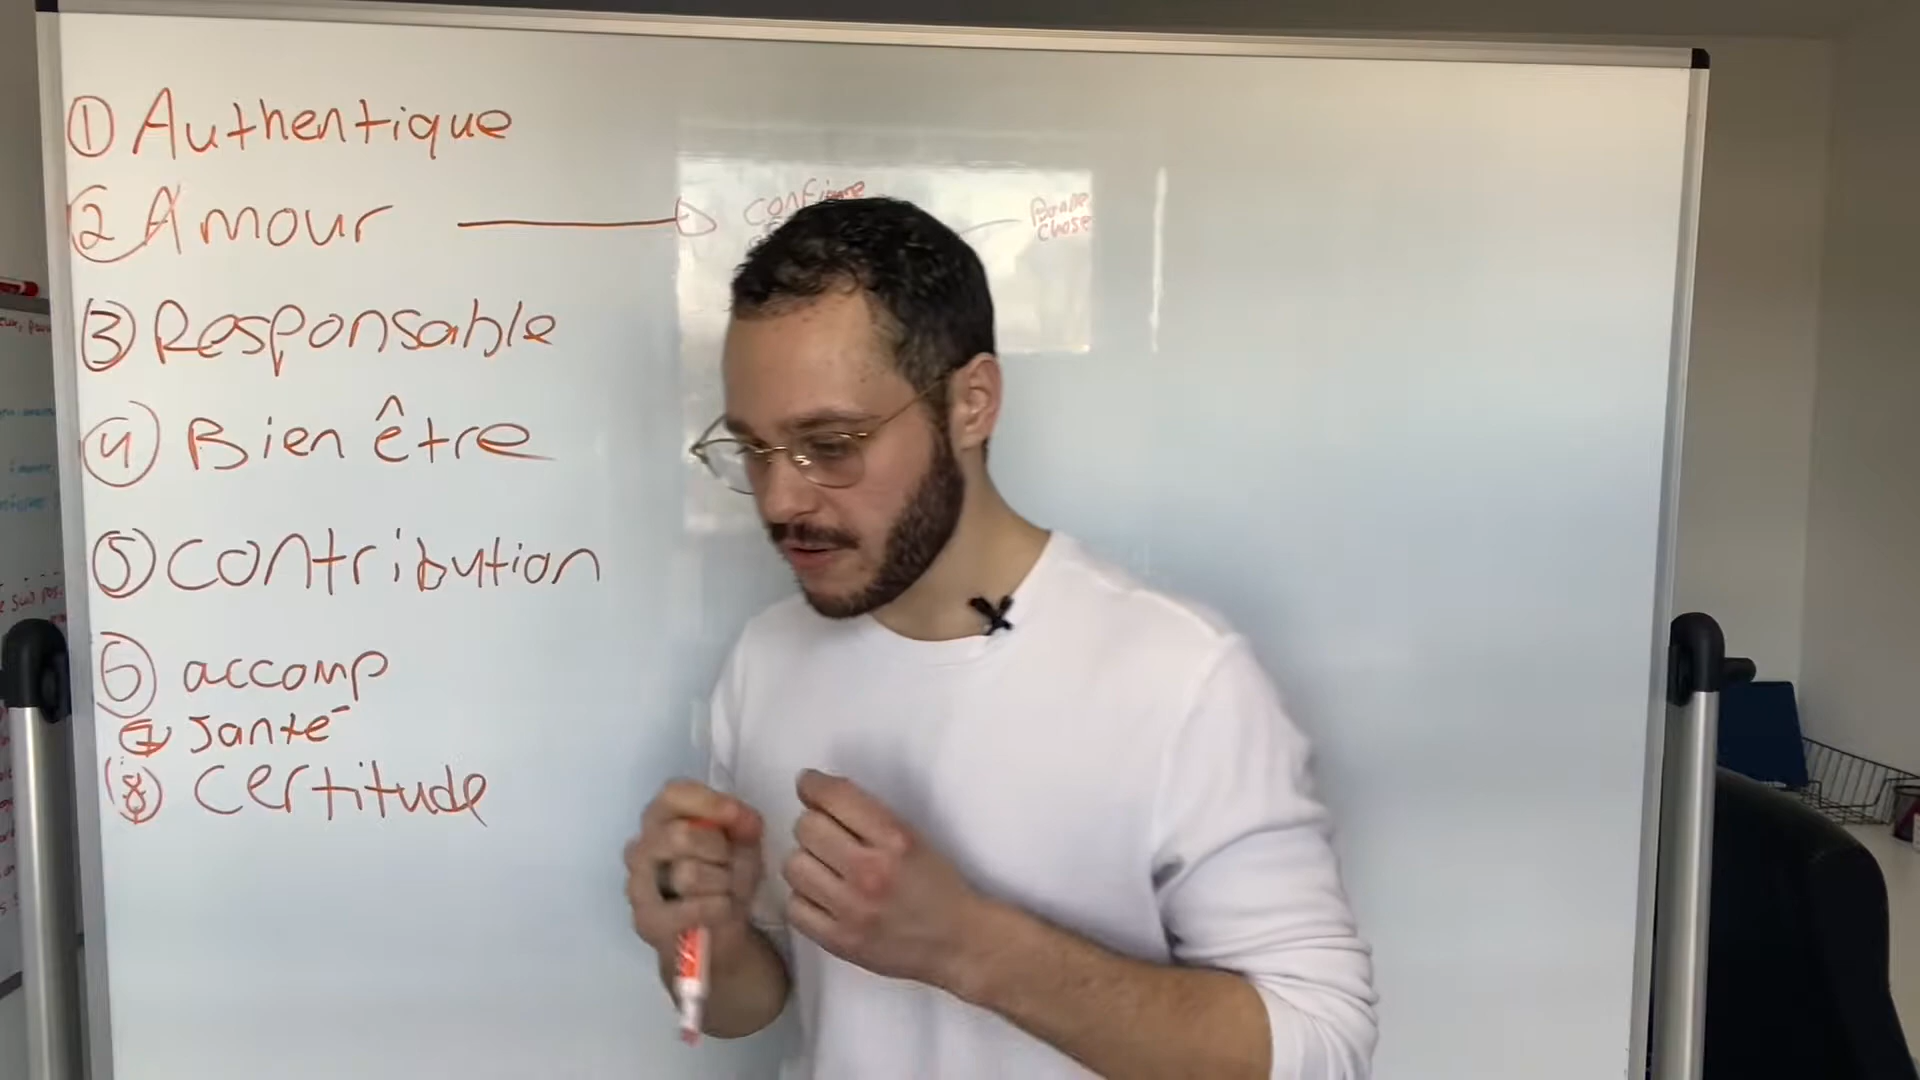 ① Authentique
② Amour
confiance
Bonne
chose
③ Responsable
④ Bien être
⑤ contribution
⑥ accomp
⑦ santé
⑧ certitude